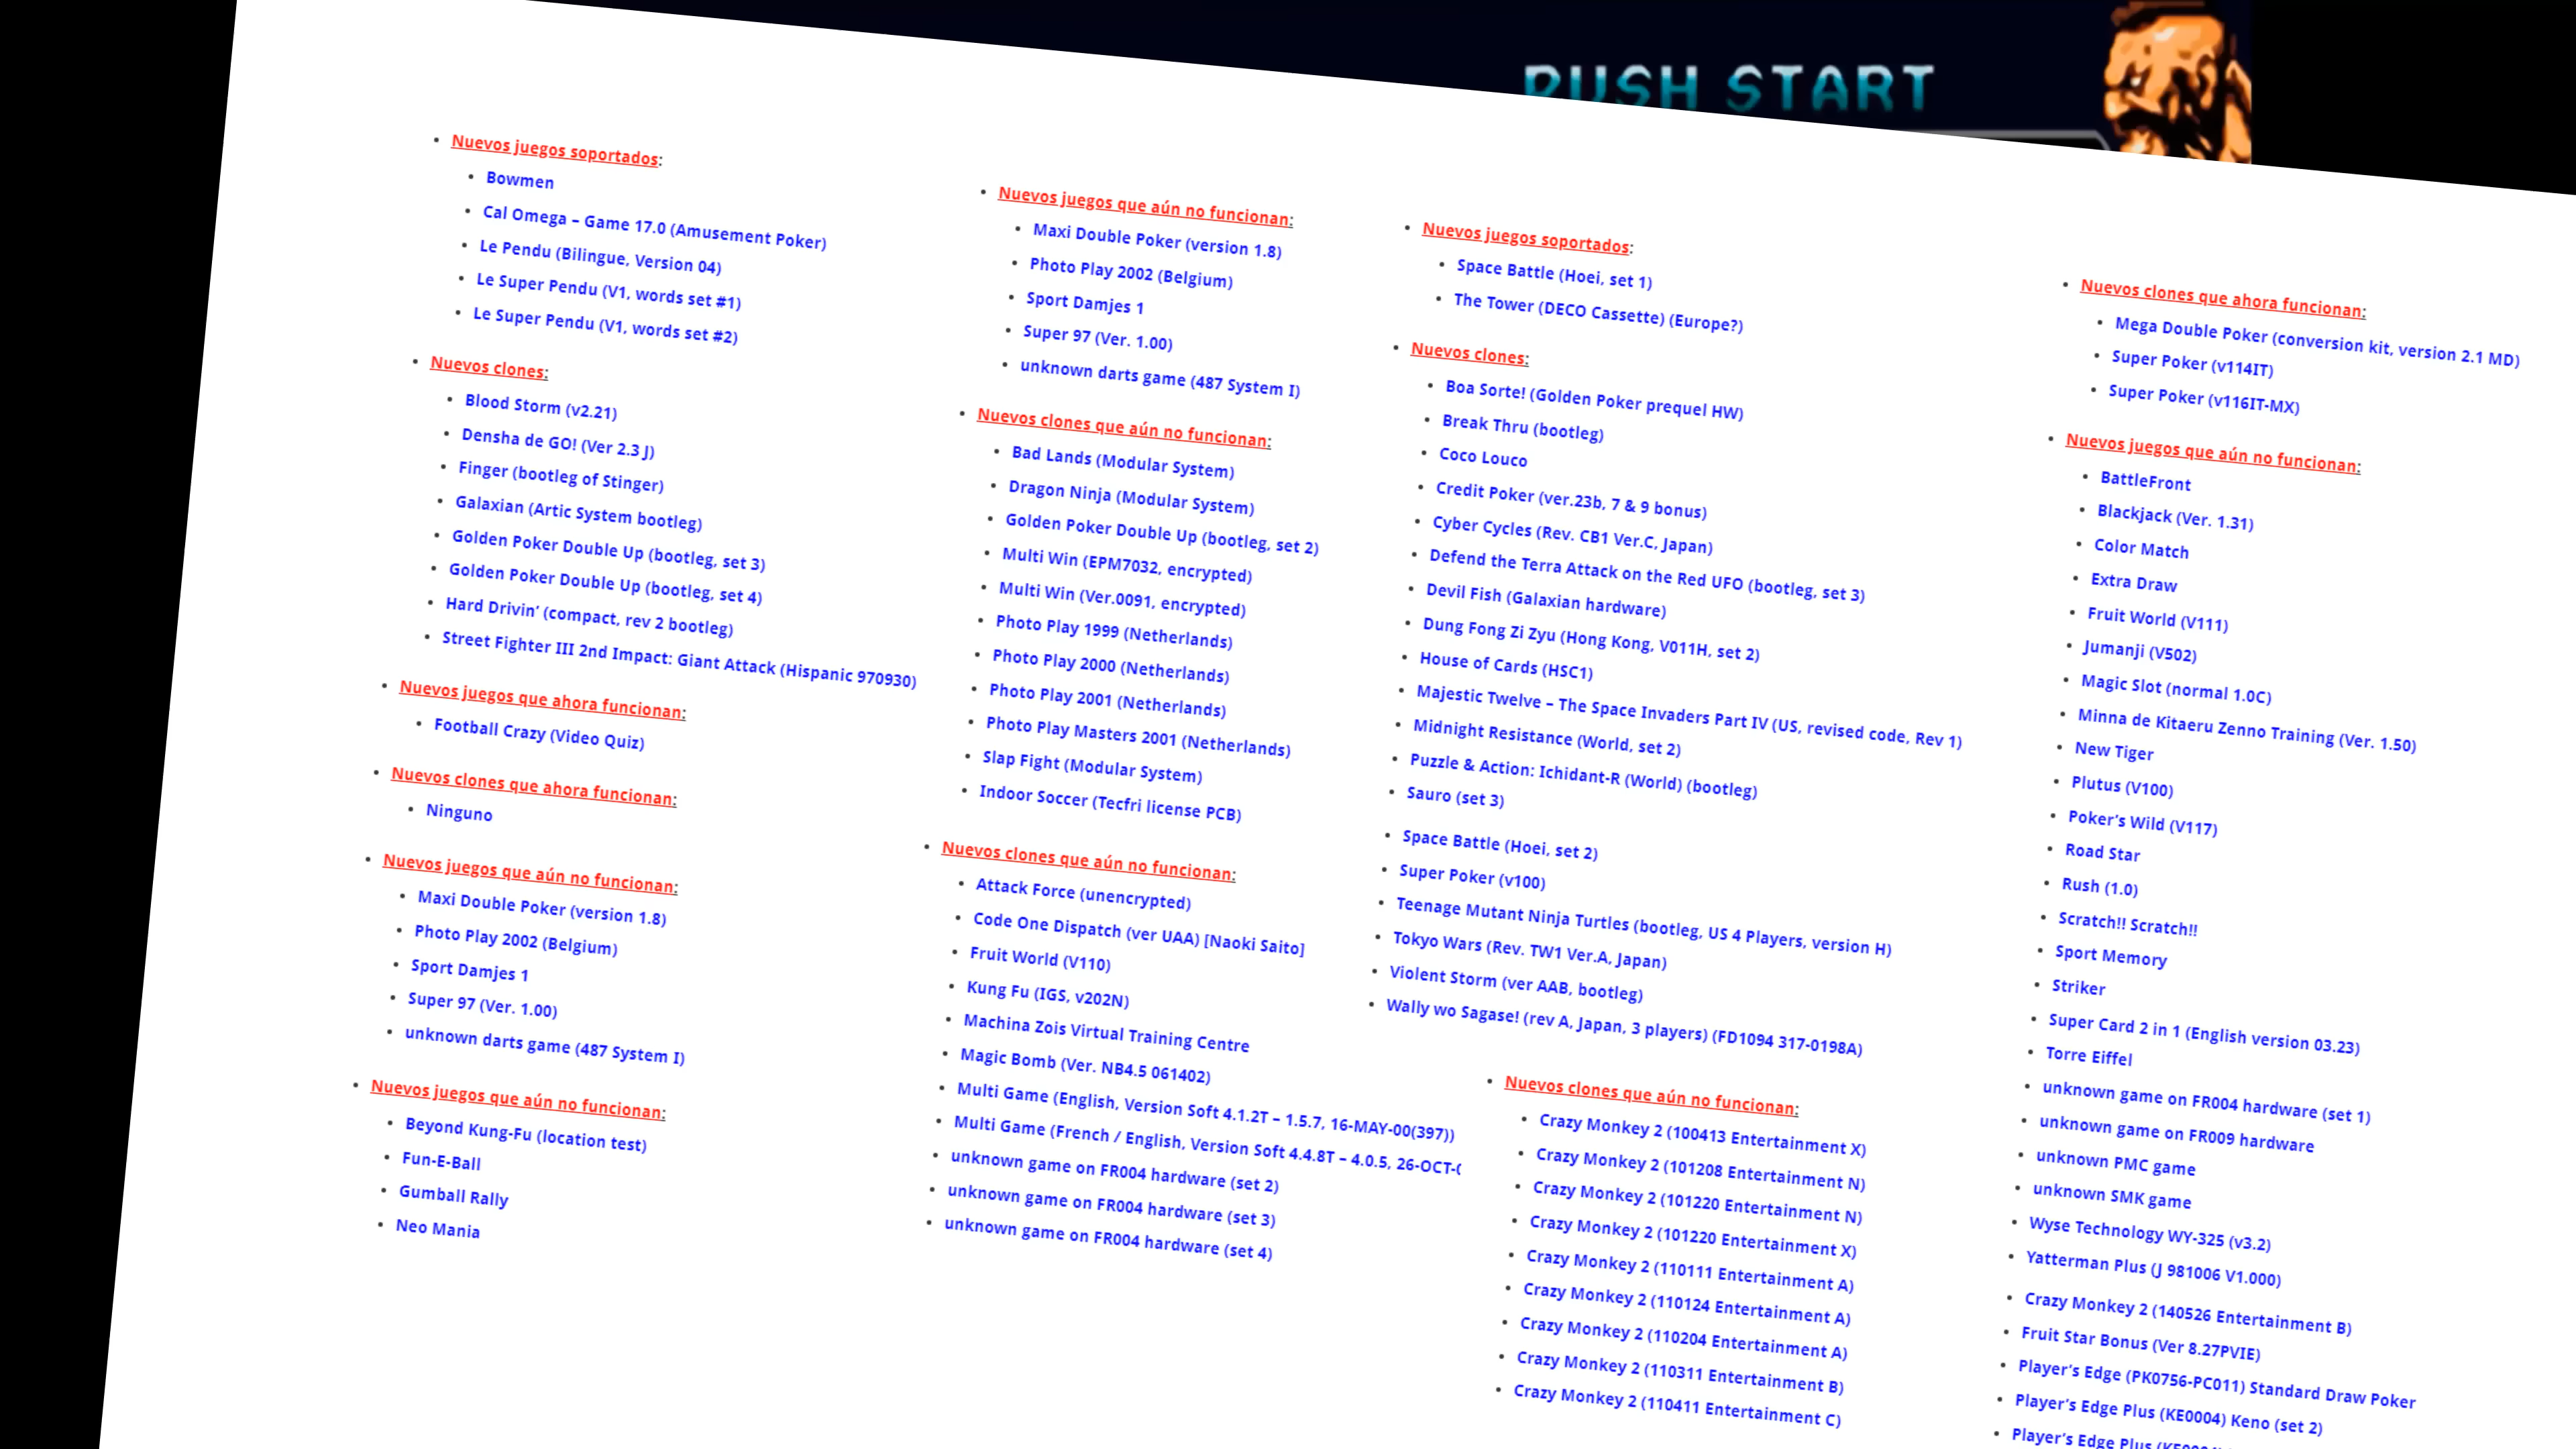 PUSH START
Nuevos juegos soportados:
Bowmen
Cal Omega – Game 17.0 (Amusement Poker)
Le Pendu (Bilingue, Version 04)
Le Super Pendu (V1, words set #1)
Le Super Pendu (V1, words set #2)
Nuevos clones:
Blood Storm (v2.21)
Densha de GO! (Ver 2.3 J)
Finger (bootleg of Stinger)
Galaxian (Artic System bootleg)
Golden Poker Double Up (bootleg, set 3)
Golden Poker Double Up (bootleg, set 4)
Hard Drivin’ (compact, rev 2 bootleg)
Street Fighter III 2nd Impact: Giant Attack (Hispanic 970930)
Nuevos juegos que ahora funcionan:
Football Crazy (Video Quiz)
Nuevos clones que ahora funcionan:
Ninguno
Nuevos juegos que aún no funcionan:
Maxi Double Poker (version 1.8)
Photo Play 2002 (Belgium)
Sport Damjes 1
Super 97 (Ver. 1.00)
unknown darts game (487 System I)
Nuevos juegos que aún no funcionan:
Beyond Kung-Fu (location test)
Fun-E-Ball
Gumball Rally
Neo Mania
Nuevos juegos que aún no funcionan:
Maxi Double Poker (version 1.8)
Photo Play 2002 (Belgium)
Sport Damjes 1
Super 97 (Ver. 1.00)
unknown darts game (487 System I)
Nuevos clones que aún no funcionan:
Bad Lands (Modular System)
Dragon Ninja (Modular System)
Golden Poker Double Up (bootleg, set 2)
Multi Win (EPM7032, encrypted)
Multi Win (Ver.0091, encrypted)
Photo Play 1999 (Netherlands)
Photo Play 2000 (Netherlands)
Photo Play 2001 (Netherlands)
Photo Play Masters 2001 (Netherlands)
Slap Fight (Modular System)
Indoor Soccer (Tecfri license PCB)
Nuevos clones que aún no funcionan:
Attack Force (unencrypted)
Code One Dispatch (ver UAA) [Naoki Saito]
Fruit World (V110)
Kung Fu (IGS, v202N)
Machina Zois Virtual Training Centre
Magic Bomb (Ver. NB4.5 061402)
Multi Game (English, Version Soft 4.1.2T – 1.5.7, 16-MAY-00(397))
Multi Game (French / English, Version Soft 4.4.8T – 4.0.5, 26-OCT-
unknown game on FR004 hardware (set 2)
unknown game on FR004 hardware (set 3)
unknown game on FR004 hardware (set 4)
Nuevos juegos soportados:
Space Battle (Hoei, set 1)
The Tower (DECO Cassette) (Europe?)
Nuevos clones:
Boa Sorte! (Golden Poker prequel HW)
Break Thru (bootleg)
Coco Louco
Credit Poker (ver.23b, 7 & 9 bonus)
Cyber Cycles (Rev. CB1 Ver.C, Japan)
Defend the Terra Attack on the Red UFO (bootleg, set 3)
Devil Fish (Galaxian hardware)
Dung Fong Zi Zyu (Hong Kong, V011H, set 2)
House of Cards (HSC1)
Majestic Twelve – The Space Invaders Part IV (US, revised code, Rev 1)
Midnight Resistance (World, set 2)
Puzzle & Action: Ichidant-R (World) (bootleg)
Sauro (set 3)
Space Battle (Hoei, set 2)
Super Poker (v100)
Teenage Mutant Ninja Turtles (bootleg, US 4 Players, version H)
Tokyo Wars (Rev. TW1 Ver.A, Japan)
Violent Storm (ver AAB, bootleg)
Wally wo Sagase! (rev A, Japan, 3 players) (FD1094 317-0198A)
Nuevos clones que aún no funcionan:
Crazy Monkey 2 (100413 Entertainment X)
Crazy Monkey 2 (101208 Entertainment N)
Crazy Monkey 2 (101220 Entertainment N)
Crazy Monkey 2 (101220 Entertainment X)
Crazy Monkey 2 (110111 Entertainment A)
Crazy Monkey 2 (110124 Entertainment A)
Crazy Monkey 2 (110204 Entertainment A)
Crazy Monkey 2 (110311 Entertainment B)
Crazy Monkey 2 (110411 Entertainment C)
Nuevos clones que ahora funcionan:
Mega Double Poker (conversion kit, version 2.1 MD)
Super Poker (v114IT)
Super Poker (v116IT-MX)
Nuevos juegos que aún no funcionan:
BattleFront
Blackjack (Ver. 1.31)
Color Match
Extra Draw
Fruit World (V111)
Jumanji (V502)
Magic Slot (normal 1.0C)
Minna de Kitaeru Zenno Training (Ver. 1.50)
New Tiger
Plutus (V100)
Poker’s Wild (V117)
Road Star
Rush (1.0)
Scratch!! Scratch!!
Sport Memory
Striker
Super Card 2 in 1 (English version 03.23)
Torre Eiffel
unknown game on FR004 hardware (set 1)
unknown game on FR009 hardware
unknown PMC game
unknown SMK game
Wyse Technology WY-325 (v3.2)
Yatterman Plus (J 981006 V1.000)
Crazy Monkey 2 (140526 Entertainment B)
Fruit Star Bonus (Ver 8.27PVIE)
Player’s Edge (PK0756-PC011) Standard Draw Poker
Player’s Edge Plus (KE0004) Keno (set 2)
Player’s Edge Plus